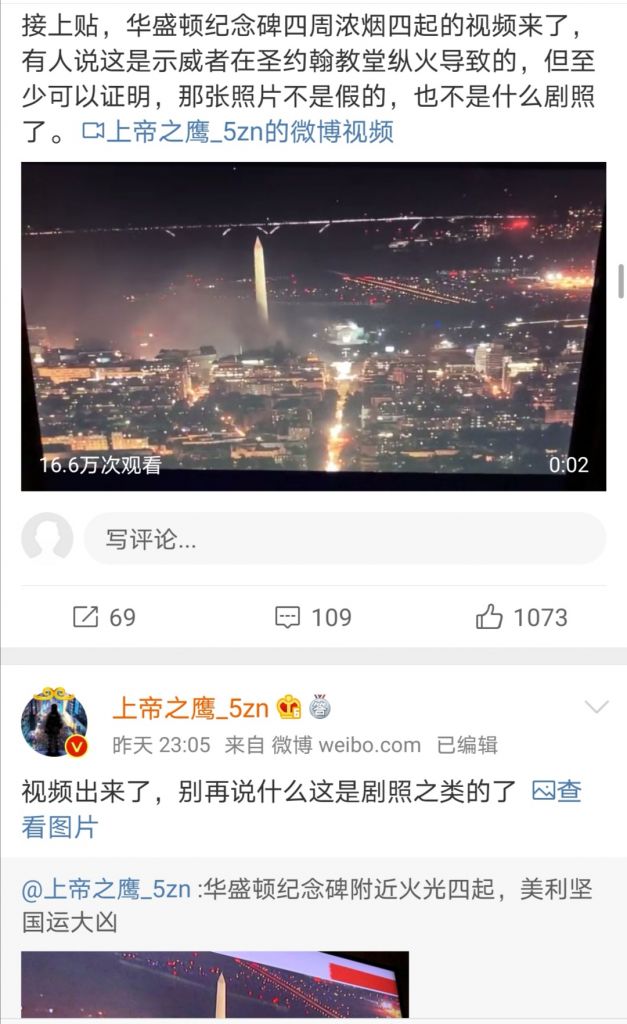 接上贴，华盛顿纪念碑四周浓烟四起的视频来了，
有人说这是示威者在圣约翰教堂纵火导致的，但至
少可以证明，那张照片不是假的，也不是什么剧照
了。 上帝之鹰_5zn的微博视频
16.6万次观看 0:02
写评论...
69 109 1073
上帝之鹰_5zn
昨天 23:05 来自 微博 weibo.com 已编辑
视频出来了，别再说什么这是剧照之类的了 查
看图片
@上帝之鹰_5zn :华盛顿纪念碑附近火光四起，美利坚
国运大凶